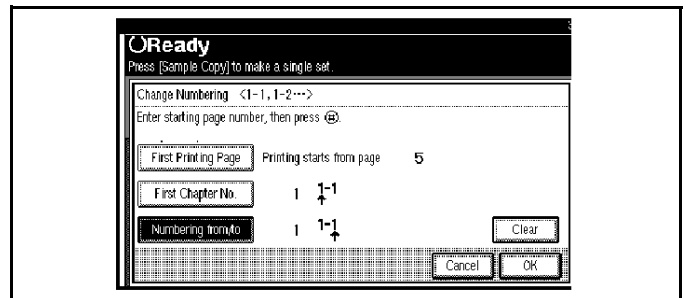 Ready
Press [Sample Copy] to make a single set.
Change Numbering <1-1, 1-2···>
Enter starting page number, then press ⊕.
First Printing Page Printing starts from page 5
First Chapter No. 1 1-1
Numbering from/to 1 1-1 Clear
Cancel OK